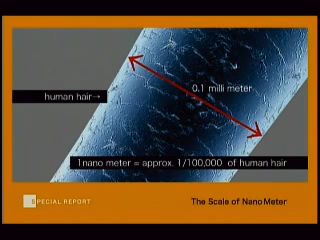 0.1 milli meter
human hair→
1nano meter = approx. 1/100,000 of human hair
SPECIAL REPORT
The Scale of Nano Meter